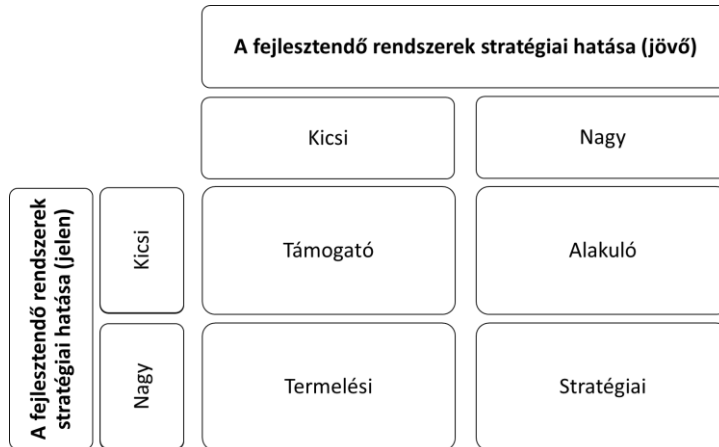 A fejlesztendő rendszerek stratégiai hatása (jövő)
Kicsi
Nagy
A fejlesztendő rendszerek
stratégiai hatása (jelen)
Kicsi
Támogató
Alakuló
Nagy
Termelési
Stratégiai